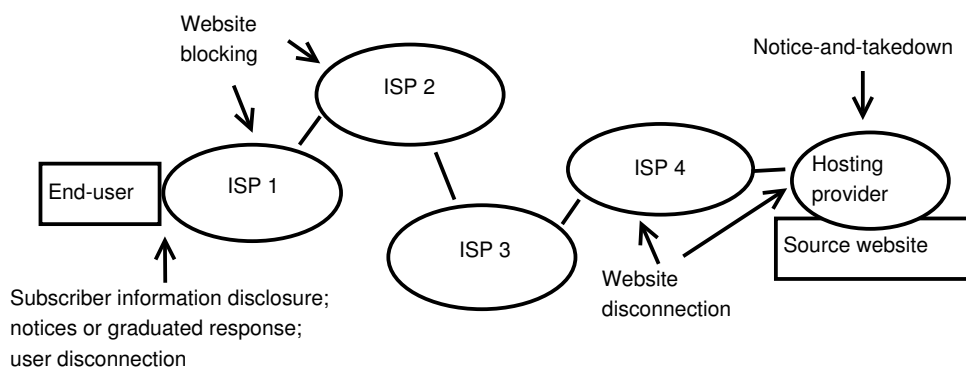 Website
blocking
Notice-and-takedown
ISP 2
ISP 4
Hosting
provider
End-user
ISP 1
ISP 3
Source website
Website
disconnection
Subscriber information disclosure;
notices or graduated response;
user disconnection